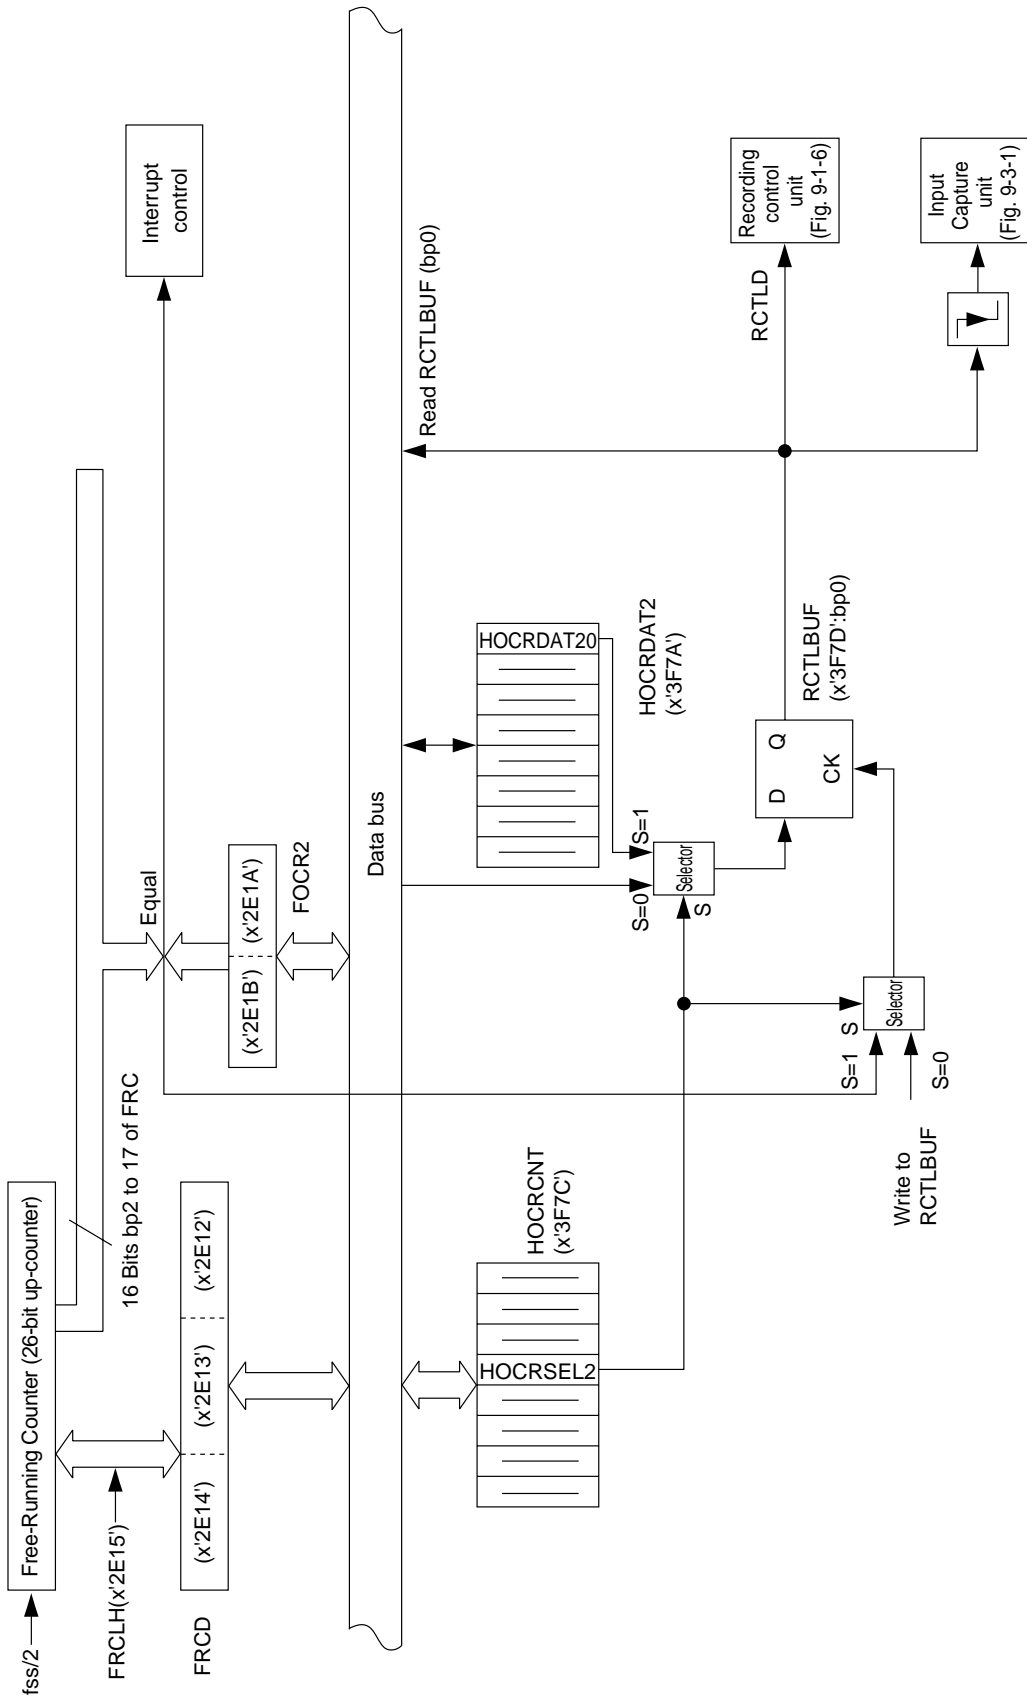 fss/2
Free-Running Counter (26-bit up-counter)
FRCLH(x'2E15')
16 Bits bp2 to 17 of FRC
FRCD
(x'2E14')
(x'2E13')
(x'2E12')
Equal
Interrupt
control
(x'2E1B')
(x'2E1A')
FOCR2
Data bus
Read RCTLBUF (bp0)
HOCRSEL2
HOCRCNT
(x'3F7C')
HOCRDAT20
HOCRDAT2
(x'3F7A')
S=0
S=1
Selector
S
D
Q
CK
RCTLBUF
(x'3F7D':bp0)
RCTLD
Recording
control
unit
(Fig. 9-1-6)
Input
Capture
unit
(Fig. 9-3-1)
S=1
S
Selector
S=0
Write to
RCTLBUF